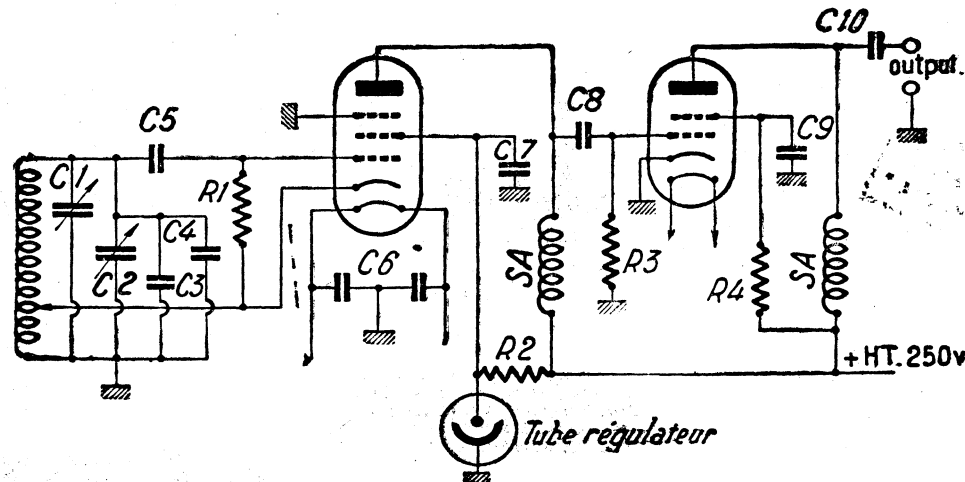 C10
output.
C5
C8
C9
C7
C1
R1
C4
C2
C3
C6
SA
R3
R4
SA
R2
+HT.250v
Tube régulateur